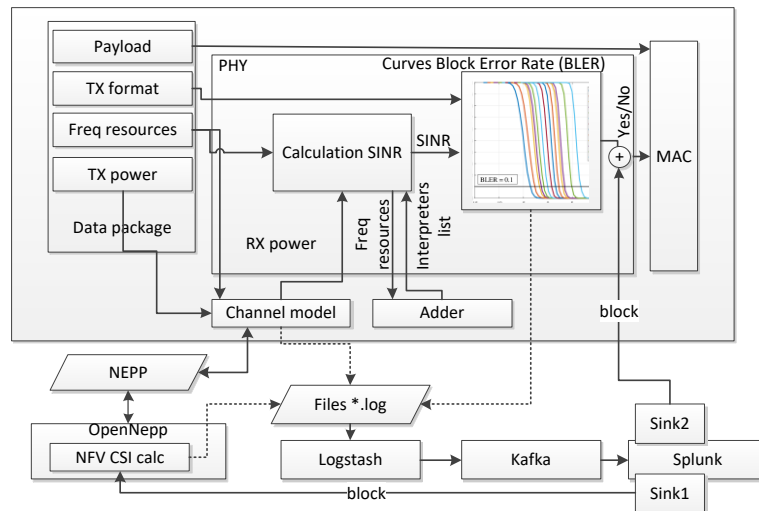 Payload
PHY
Curves Block Error Rate (BLER)
TX format
Freq resources
Calculation SINR
SINR
BLER = 0.1
Yes/No
+
MAC
TX power
Data package
RX power
Freq
resources
Interpreters
list
Channel model
Adder
block
NEPP
Files *.log
OpenNepp
NFV CSI calc
Logstash
Kafka
Sink2
Splunk
Sink1
block